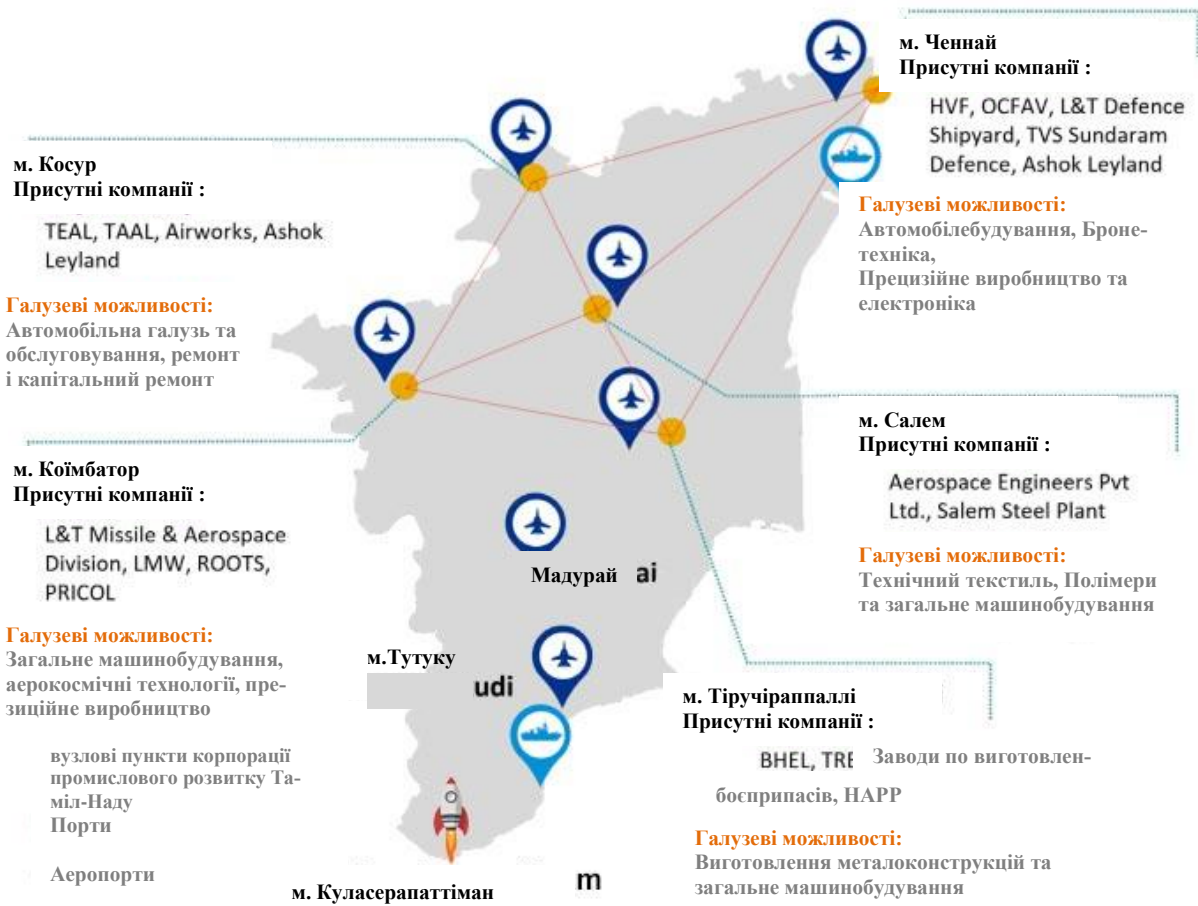 м. Ченнай
Присутні компанії :
HVF, OCFAV, L&T Defence
Shipyard, TVS Sundaram
Defence, Ashok Leyland
Галузеві можливості:
Автомобілебудування, Броне-
техніка,
Прецизійне виробництво та
електроніка
м. Косур
Присутні компанії :
TEAL, TAAL, Airworks, Ashok
Leyland
Галузеві можливості:
Автомобільна галузь та
обслуговування, ремонт
і капітальний ремонт
м. Салем
Присутні компанії :
Aerospace Engineers Pvt
Ltd., Salem Steel Plant
Галузеві можливості:
Технічний текстиль, Полімери
та загальне машинобудування
м. Коїмбатор
Присутні компанії :
L&T Missile & Aerospace
Division, LMW, ROOTS,
PRICOL
Галузеві можливості:
Загальне машинобудування,
аерокосмічні технології, пре-
зиційне виробництво
Мадурай ai
м.Тутуку
udi
м. Тіручіраппаллі
Присутні компанії :
BHEL, TRE Заводи по виготовлен-
боєприпасів, НАРР
Галузеві можливості:
Виготовлення металоконструкцій та
загальне машинобудування
вузлові пункти корпорації
промислового розвитку Та-
міл-Наду
Порти
Аеропорти
м. Куласерапаттіман
m